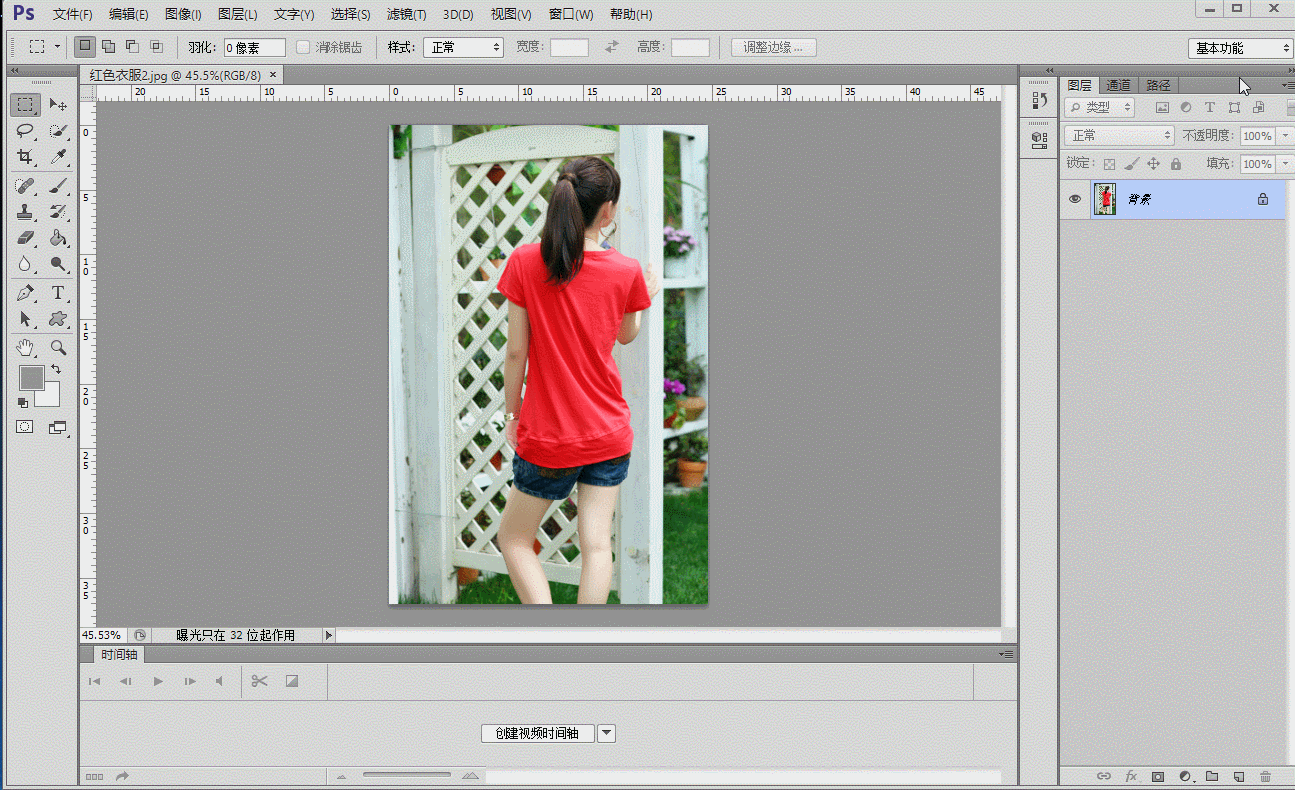 Ps 文件(F) 编辑(E) 图像(I) 图层(L) 文字(Y) 选择(S) 滤镜(T) 3D(D) 视图(V) 窗口(W) 帮助(H)
羽化: 0 像素 消除锯齿 样式: 正常 宽度: 高度: 调整边缘... 基本功能
红色衣服2.jpg @ 45.5%(RGB/8) ×
20 15 10 5 0 5 10 15 20 25 30 35 40 45
0
5
10
15
20
25
30
35
图层 通道 路径
类型
正常 不透明度: 100%
锁定: 填充: 100%
背景
45.53% 曝光只在 32 位起作用
时间轴
创建视频时间轴
fx